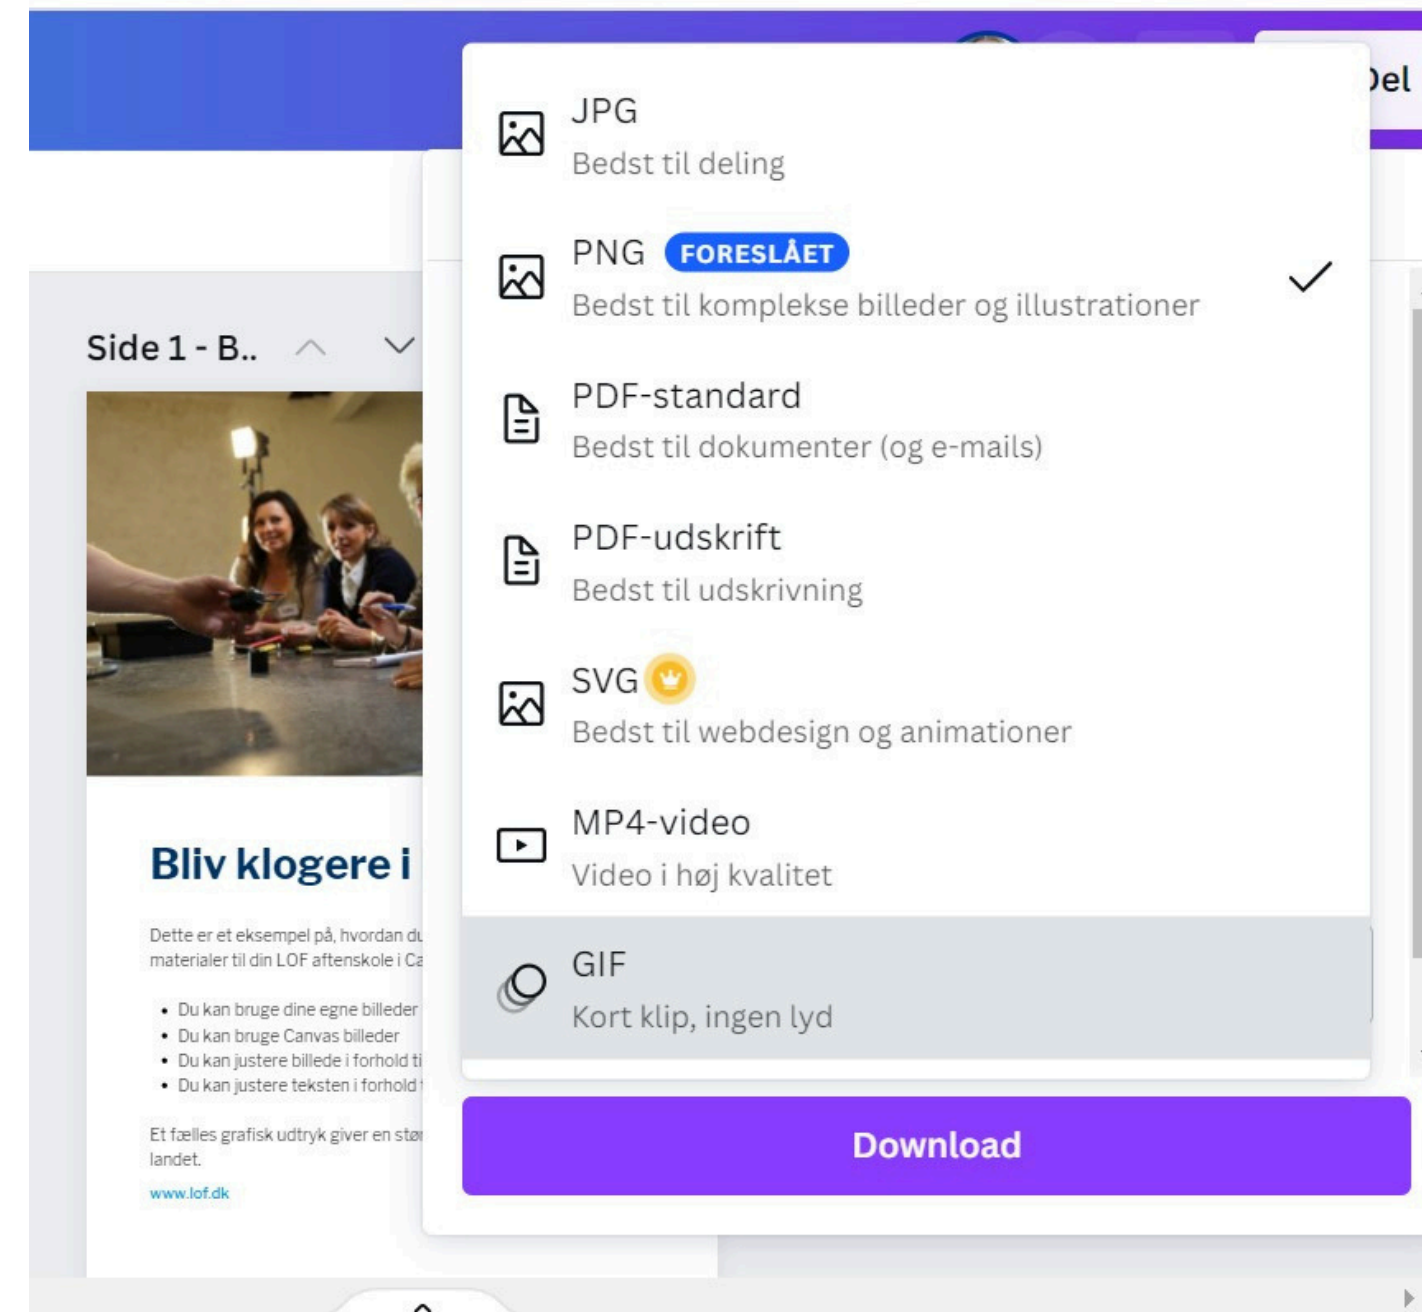 Del
JPG
Bedst til deling
PNG FORESLÅET
Bedst til komplekse billeder og illustrationer
PDF-standard
Bedst til dokumenter (og e-mails)
PDF-udskrift
Bedst til udskrivning
SVG
Bedst til webdesign og animationer
MP4-video
Video i høj kvalitet
GIF
Kort klip, ingen lyd
Download
Side 1 - B..
Bliv klogere i
Dette er et eksempel på, hvordan du
materialer til din LOF aftenskole i
• Du kan bruge dine egne billeder
• Du kan bruge Canvas billeder
• Du kan justere billede i forhold
• Du kan justere teksten i forhold
Et fælles grafisk udtryk giver en
landet.
www.lof.dk